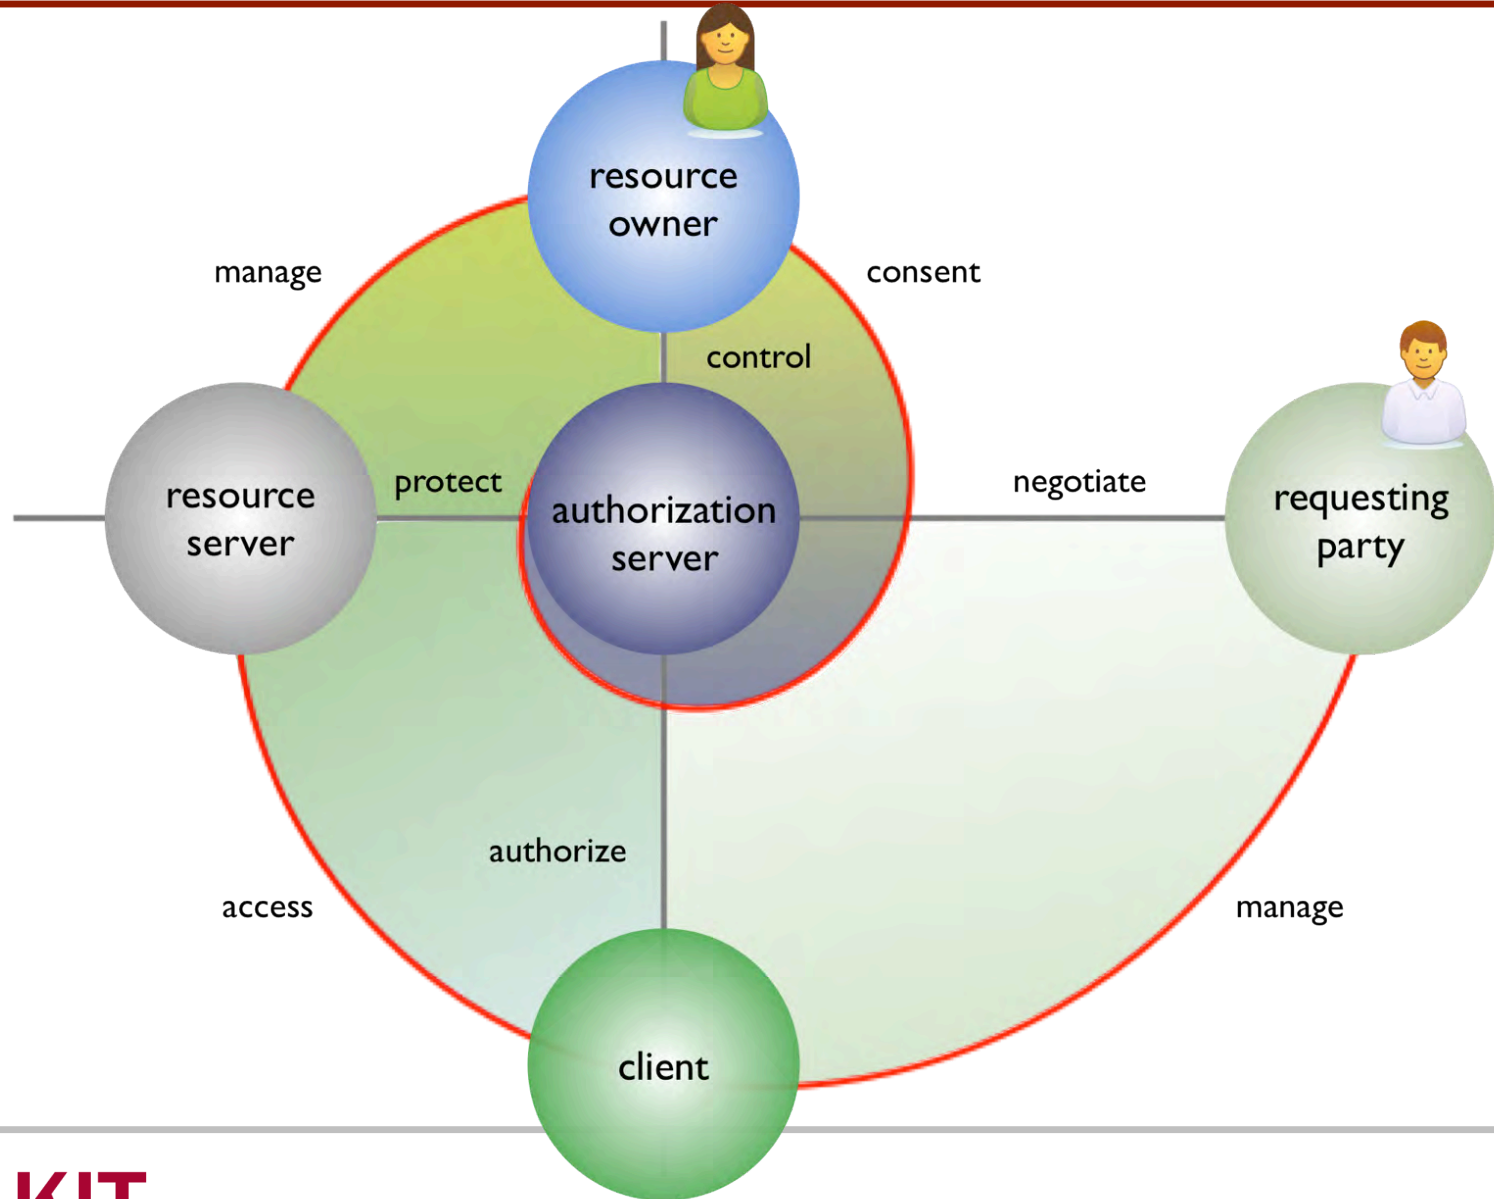 resource
owner
manage
consent
control
resource
server
protect
authorization
server
negotiate
requesting
party
authorize
access
manage
client
KIT